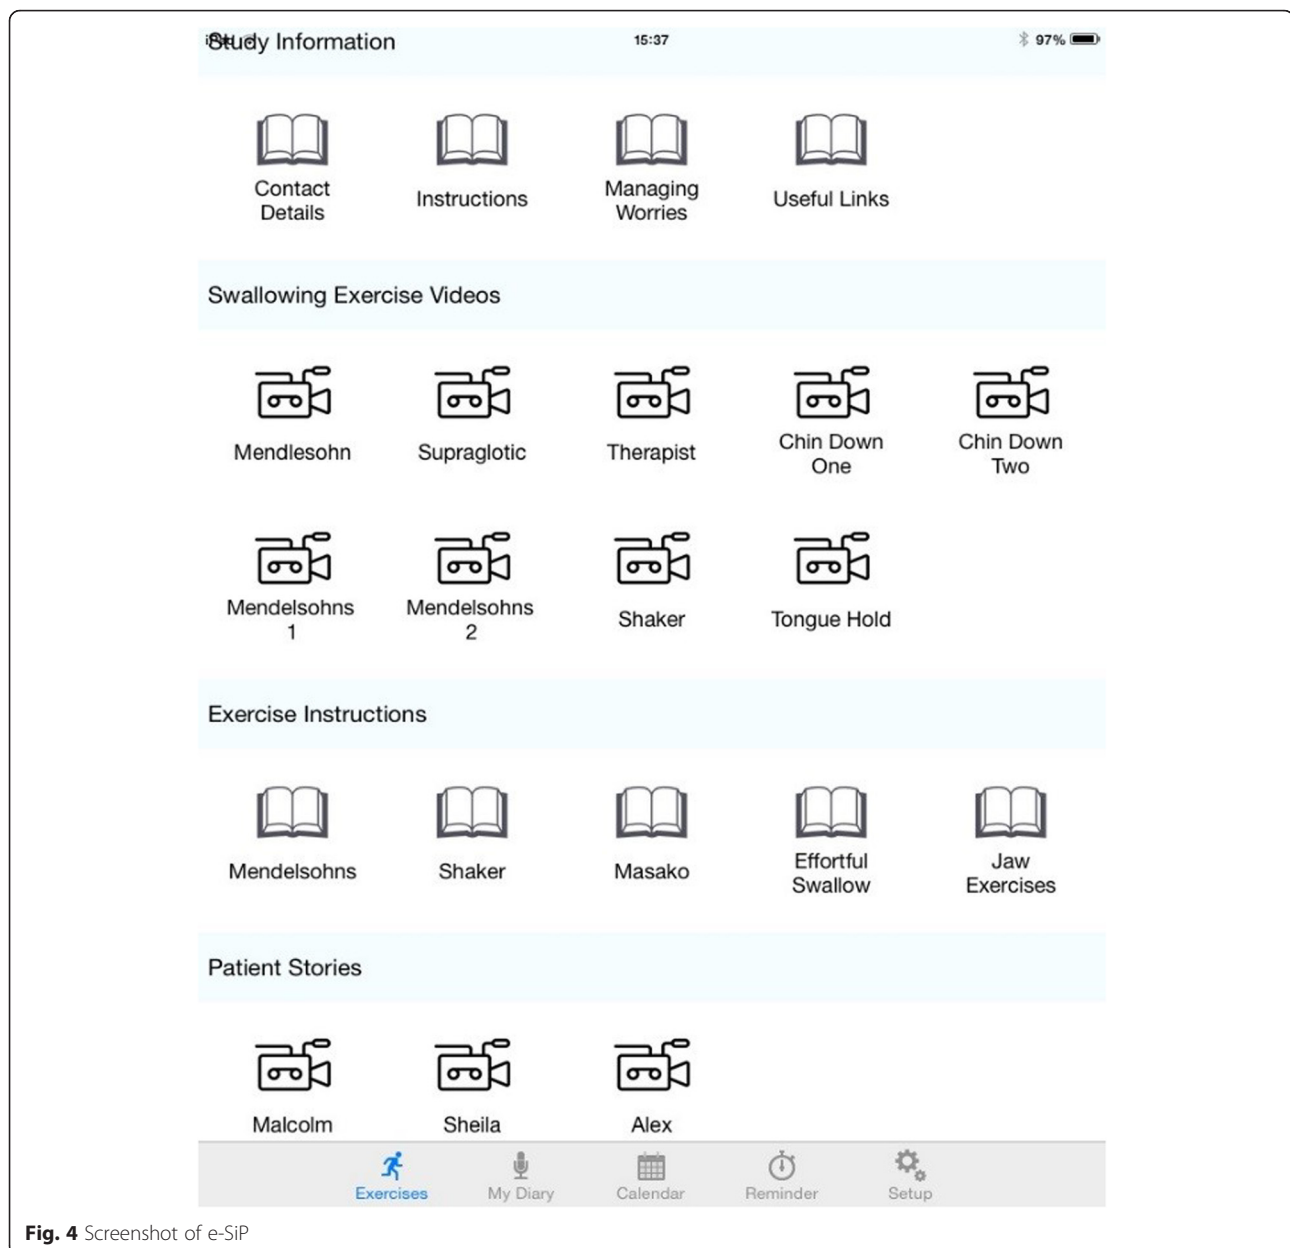 Study Information
15:37
97%
Contact
Details
Instructions
Managing
Worries
Useful Links
Swallowing Exercise Videos
Mendlesohn
Supraglotic
Therapist
Chin Down
One
Chin Down
Two
Mendelsohns
1
Mendelsohns
2
Shaker
Tongue Hold
Exercise Instructions
Mendelsohns
Shaker
Masako
Effortful
Swallow
Jaw
Exercises
Patient Stories
Malcolm
Sheila
Alex
Exercises
My Diary
Calendar
Reminder
Setup
Fig. 4 Screenshot of e-SiP